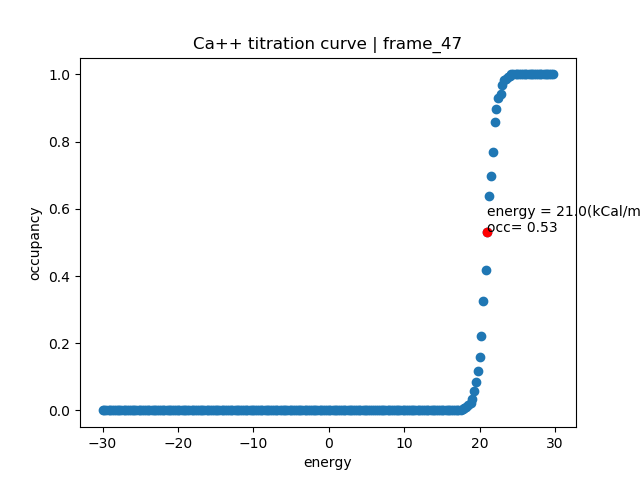 Ca++ titration curve | frame_47
1.0
0.8
0.6
0.4
0.2
0.0
occupancy
energy = 21.0(kCal/m
occ= 0.53
−30 −20 −10 0 10 20 30
energy